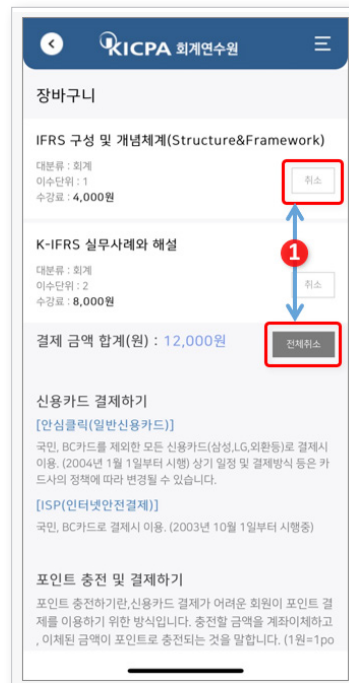 KICPA 회계연수원
장바구니
IFRS 구성 및 개념체계(Structure&Framework)
대분류 : 회계
이수단위 : 1
수강료 : 4,000원
취소
1
K-IFRS 실무사례와 해설
대분류 : 회계
이수단위 : 2
수강료 : 8,000원
취소
결제 금액 합계(원) : 12,000원
전체취소
신용카드 결제하기
[안심클릭(일반신용카드)]
국민, BC카드를 제외한 모든 신용카드(삼성,LG,외환등)로 결제시
이용. (2004년 1월 1일부터 시행) 상기 일정 및 결제방식 등은 카
드사의 정책에 따라 변경될 수 있습니다.
[ISP(인터넷안전결제)]
국민, BC카드로 결제시 이용. (2003년 10월 1일부터 시행중)
포인트 충전 및 결제하기
포인트 충전하기란,신용카드 결제가 어려운 회원이 포인트 결
제를 이용하기 위한 방식입니다. 충전할 금액을 계좌이체하고
, 이체된 금액이 포인트로 충전되는 것을 말합니다. (1원=1po